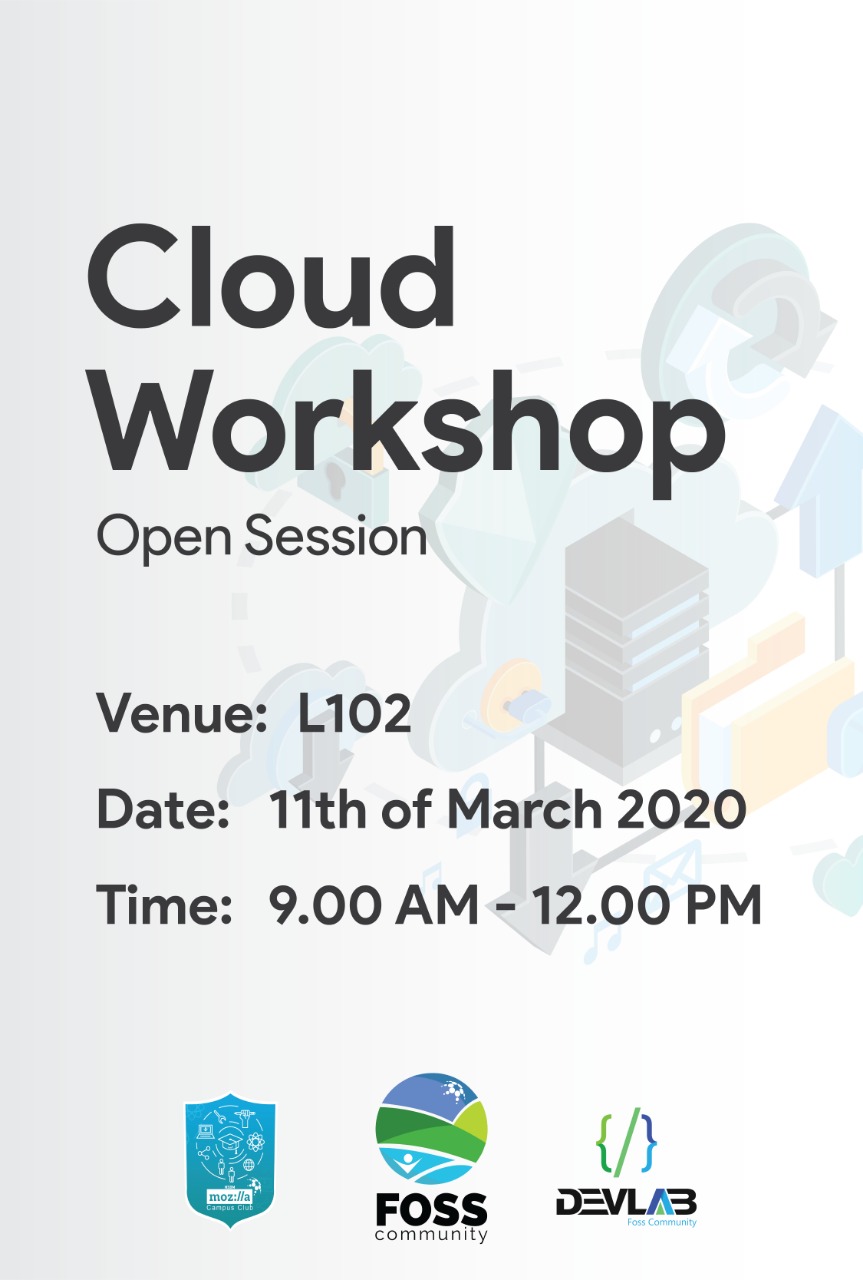 Cloud
Workshop
Open Session
Venue: L102
Date: 11th of March 2020
Time: 9.00 AM - 12.00 PM
moz://a
Campus Club
FOSS
community
DEVLAB
Foss Community